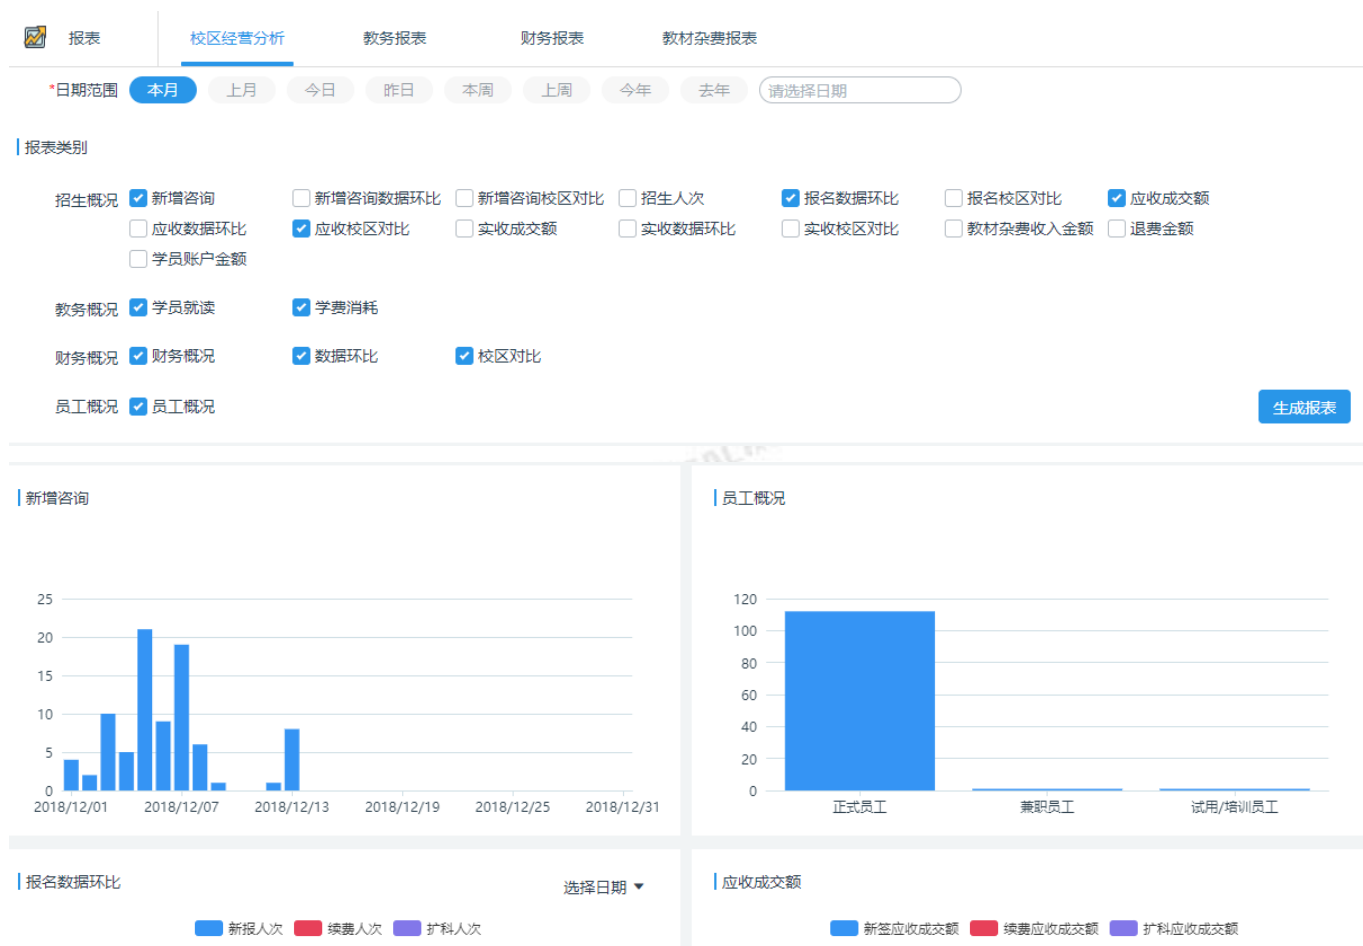 报表 校区经营分析 教务报表 财务报表 教材杂费报表
*日期范围 本月 上月 今日 昨日 本周 上周 今年 去年 请选择日期
报表类别
招生概况 新增咨询 新增咨询数据环比 新增咨询校区对比 招生人次 报名数据环比 报名校区对比 应收成交额
应收数据环比 应收校区对比 实收成交额 实收数据环比 实收校区对比 教材杂费收入金额 退费金额
学员账户金额
教务概况 学员就读 学费消耗
财务概况 财务概况 数据环比 校区对比
员工概况 员工概况
生成报表
新增咨询
25
20
15
10
5
0
2018/12/01 2018/12/07 2018/12/13 2018/12/19 2018/12/25 2018/12/31
员工概况
120
100
80
60
40
20
0
正式员工 兼职员工 试用/培训员工
报名数据环比
选择日期
新报人次 续费人次 扩科人次
应收成交额
新签应收成交额 续费应收成交额 扩科应收成交额